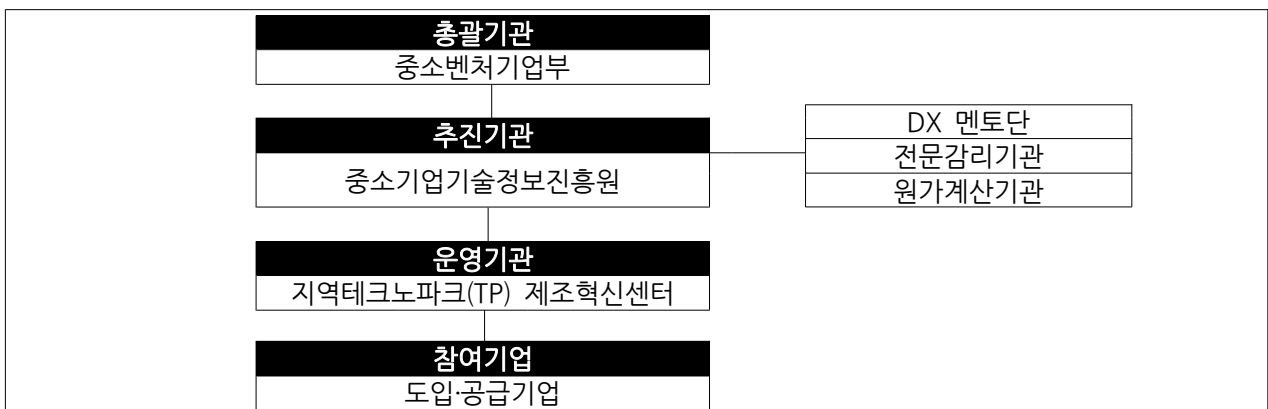 총괄기관
중소벤처기업부
추진기관
중소기업기술정보진흥원
DX 멘토단
전문감리기관
원가계산기관
운영기관
지역테크노파크(TP) 제조혁신센터
참여기업
도입·공급기업